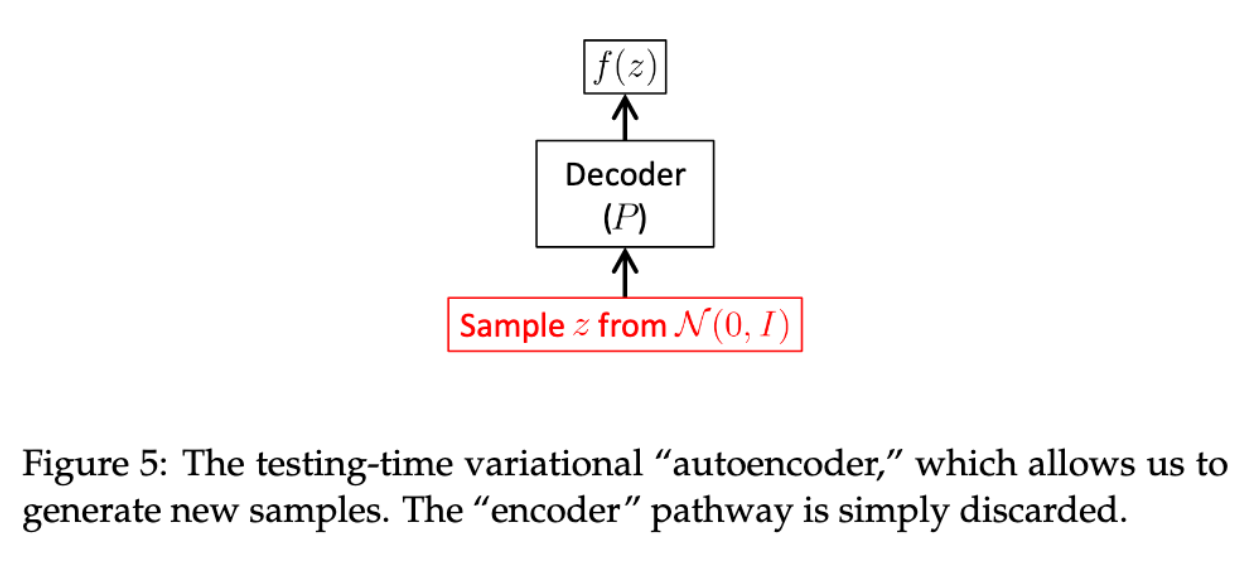 f(z)
Decoder
(P)
Sample z from 𝒩(0, I)
Figure 5: The testing-time variational “autoencoder,” which allows us to
generate new samples. The “encoder” pathway is simply discarded.